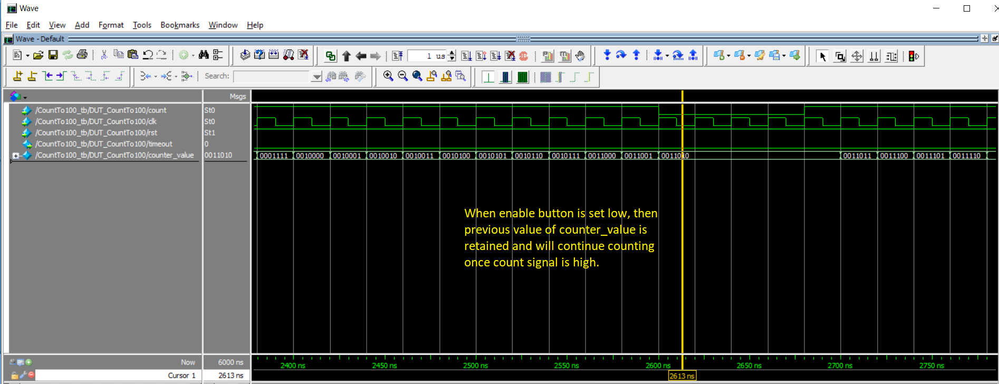 Wave
File Edit View Add Format Tools Bookmarks Window Help
Wave - Default
1 us
Search:
Msgs
/CountTo100_tb/DUT_CountTo100/count St0
/CountTo100_tb/DUT_CountTo100/clk St0
/CountTo100_tb/DUT_CountTo100/rst St1
/CountTo100_tb/DUT_CountTo100/timeout 0
/CountTo100_tb/DUT_CountTo100/counter_value 0011010 0001111 0010000 0010001 0010010 0010011 0010100 0010101 0010110 0010111 0011000 0011001 0011010 0011011 0011100 0011101 0011110
When enable button is set low, then
previous value of counter_value is
retained and will continue counting
once count signal is high.
Now 6000 ns 2400 ns 2450 ns 2500 ns 2550 ns 2600 ns 2650 ns 2700 ns 2750 ns
Cursor 1 2613 ns 2613 ns